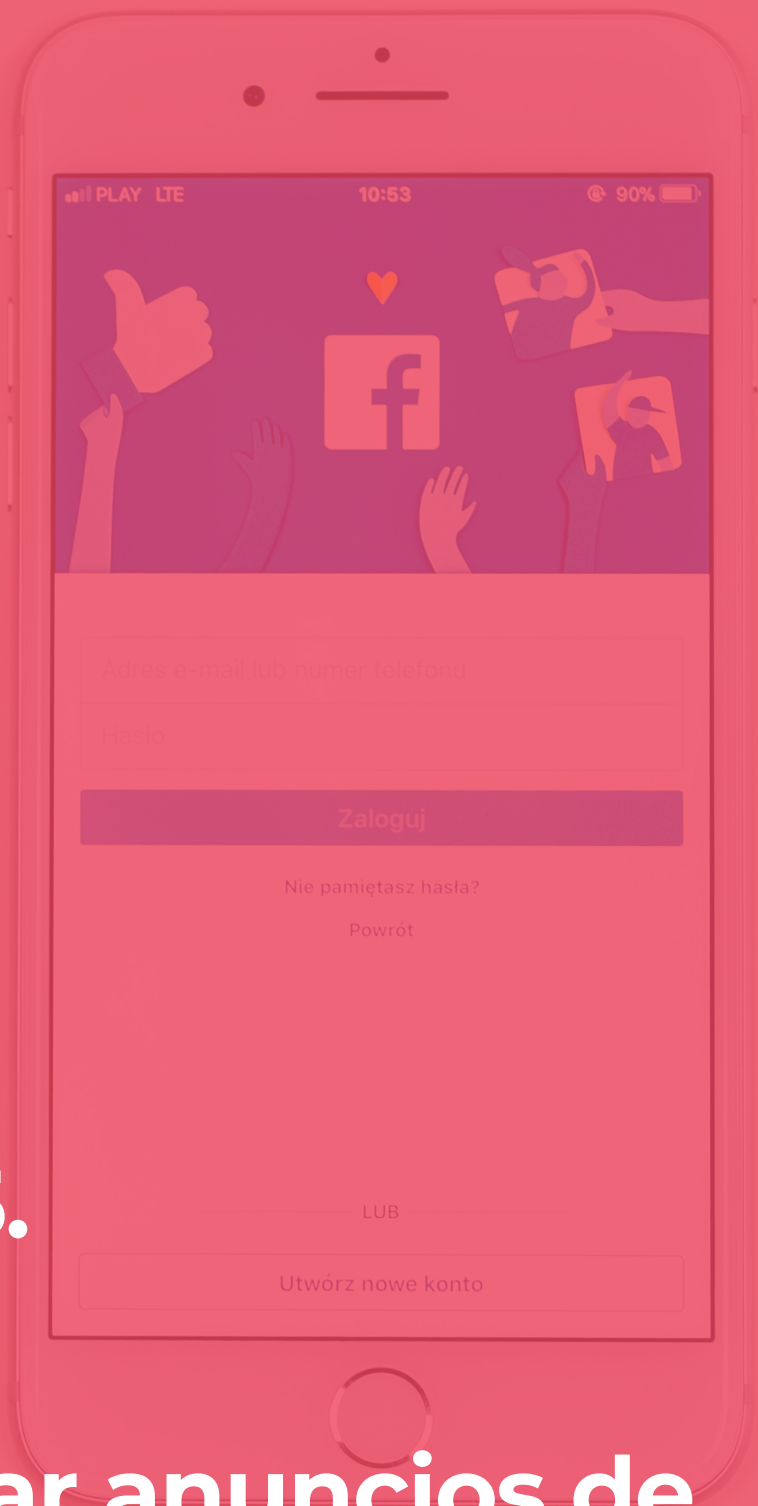 PLAY LTE 10:53 90%
f
Adres e-mail lub numer telefonu
Hasło
Zaloguj
Nie pamiętasz hasła?
Powrót
.
LUB
Utwórz nowe konto
ar anuncios de